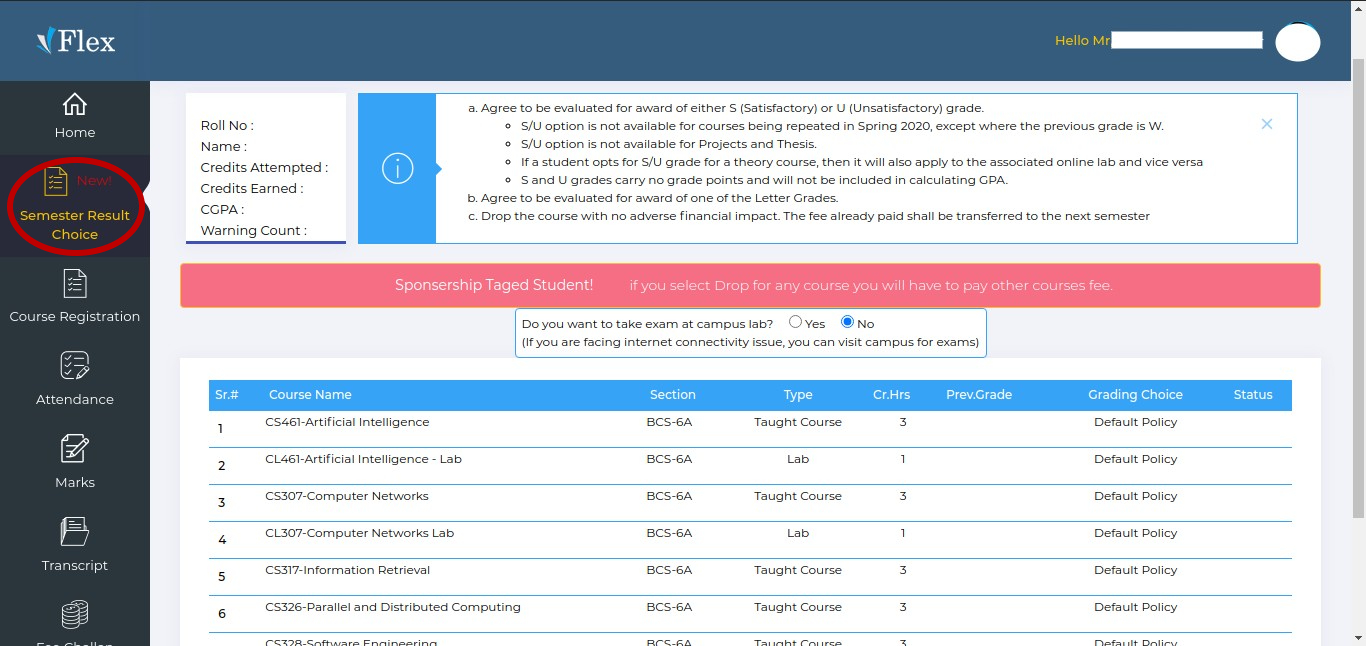 Flex
Hello Mr
Home
New!
Semester Result
Choice
Course Registration
Attendance
Marks
Transcript
Fee Challan
Roll No :
Name :
Credits Attempted :
Credits Earned :
CGPA :
Warning Count :
a. Agree to be evaluated for award of either S (Satisfactory) or U (Unsatisfactory) grade.
S/U option is not available for courses being repeated in Spring 2020, except where the previous grade is W.
S/U option is not available for Projects and Thesis.
If a student opts for S/U grade for a theory course, then it will also apply to the associated online lab and vice versa
S and U grades carry no grade points and will not be included in calculating GPA.
b. Agree to be evaluated for award of one of the Letter Grades.
c. Drop the course with no adverse financial impact. The fee already paid shall be transferred to the next semester
Sponsership Taged Student! if you select Drop for any course you will have to pay other courses fee.
Do you want to take exam at campus lab? Yes No
(If you are facing internet connectivity issue, you can visit campus for exams)
Sr.# Course Name Section Type Cr.Hrs Prev.Grade Grading Choice Status
1 CS461-Artificial Intelligence BCS-6A Taught Course 3 Default Policy
2 CL461-Artificial Intelligence - Lab BCS-6A Lab 1 Default Policy
3 CS307-Computer Networks BCS-6A Taught Course 3 Default Policy
4 CL307-Computer Networks Lab BCS-6A Lab 1 Default Policy
5 CS317-Information Retrieval BCS-6A Taught Course 3 Default Policy
6 CS326-Parallel and Distributed Computing BCS-6A Taught Course 3 Default Policy
CS328-Software Engineering BCS-6A Taught Course 3 Default Policy